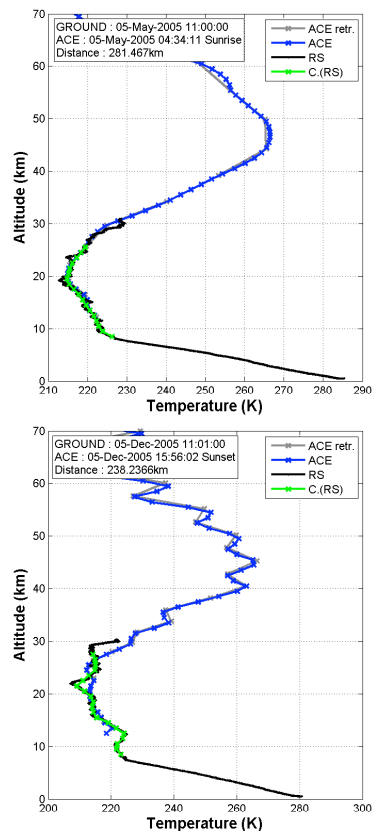 70
60
50
40
30
20
10
0
Altitude (km)
GROUND : 05-May-2005 11:00:00
ACE : 05-May-2005 04:34:11 Sunrise
Distance : 281.467km
ACE retr.
ACE
RS
C.(RS)
210 220 230 240 250 260 270 280 290
Temperature (K)
70
60
50
40
30
20
10
0
Altitude (km)
GROUND : 05-Dec-2005 11:01:00
ACE : 05-Dec-2005 15:56:02 Sunset
Distance : 238.2366km
ACE retr.
ACE
RS
C.(RS)
200 220 240 260 280 300
Temperature (K)